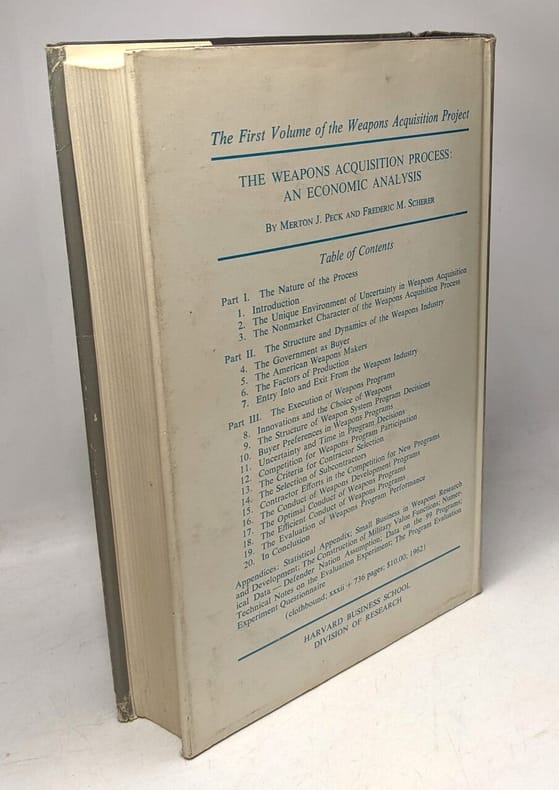 The First Volume of the Weapons Acquisition Project
THE WEAPONS ACQUISITION PROCESS:
AN ECONOMIC ANALYSIS
BY MERTON J. PECK AND FREDERIC M. SCHERER
Table of Contents
Part I. The Nature of the Process
1. Introduction
2. The Unique Environment of Uncertainty in Weapons Acquisition
3. The Nonmarket Character of the Weapons Acquisition Process
Part II. The Structure and Dynamics of the Weapons Industry
4. The Government as Buyer
5. The American Weapons Makers
6. The Factors of Production
7. Entry Into and Exit From the Weapons Industry
Part III. The Execution of Weapons Programs
8. Innovations and the Choice of Weapons
9. The Structure of Weapon System Program Decisions
10. Buyer Preferences in Weapons Programs
11. Uncertainty and Time in Program Decisions
12. Competition for Weapons Program Participation
13. The Criteria for Contractor Selection
14. The Selection of Subcontractors
15. Contractor Efforts in the Competition for New Programs
16. The Conduct of Weapons Development Programs
17. The Optimal Conduct of Weapons Programs
18. The Efficient Conduct of Weapons Programs
19. The Evaluation of Weapons Program Performance
20. In Conclusion
Appendices: Statistical Appendix; Small Business in Weapons Research
and Development; The Construction of Military Value Functions; Numer-
ical Data — Defender Nation Assumption; Data on the 99 Programs;
Technical Notes on the Evaluation Experiment; The Program Evaluation
Experiment Questionnaire
(clothbound; xxxii + 736 pages; $10.00; 1962)
HARVARD BUSINESS SCHOOL
DIVISION OF RESEARCH